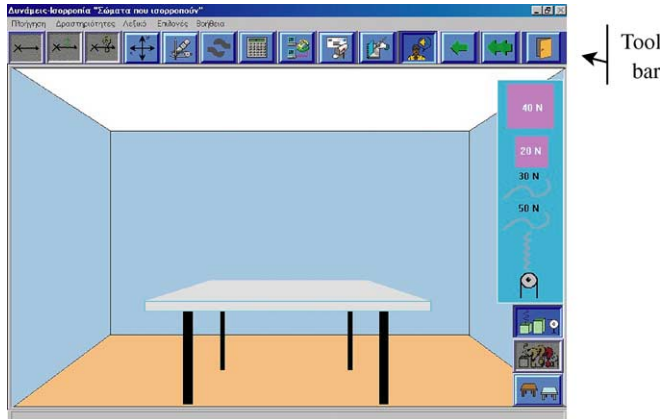 Δυνάμεις-Ισορροπία "Σώματα που ισορροπούν"
Πλοήγηση Δραστηριότητες Λεξικό Επιλογές Βοήθεια
Tool
bar
40 N
20 N
30 N
50 N